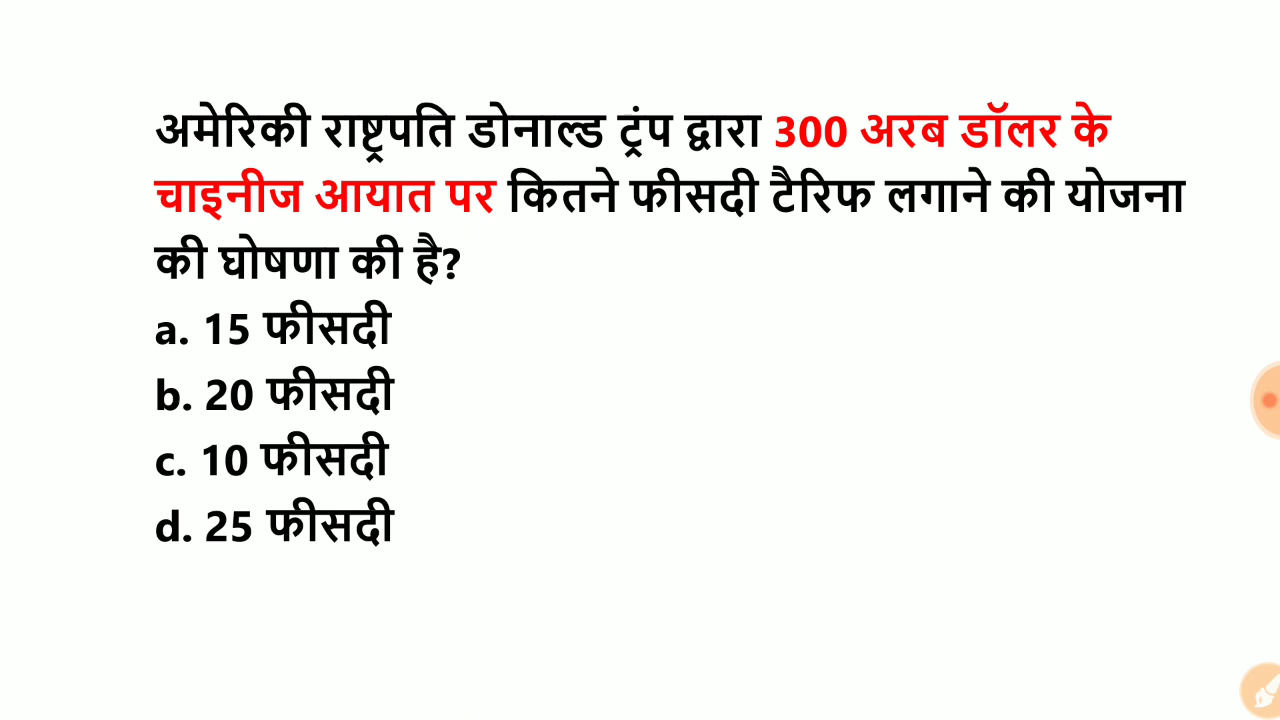 अमेरिकी राष्ट्रपति डोनाल्ड ट्रंप द्वारा 300 अरब डॉलर के
चाइनीज आयात पर कितने फीसदी टैरिफ लगाने की योजना
की घोषणा की है?
a. 15 फीसदी
b. 20 फीसदी
c. 10 फीसदी
d. 25 फीसदी